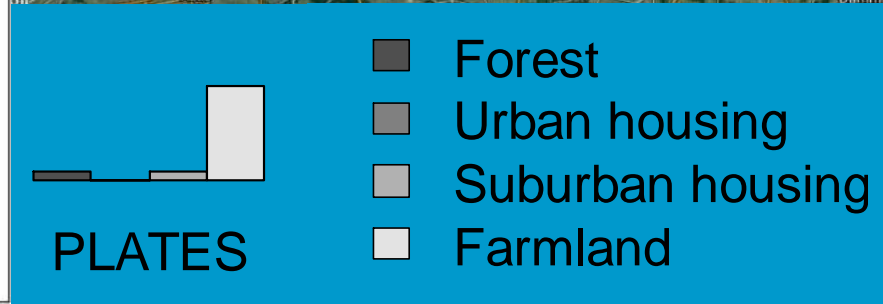 PLATES
Forest
Urban housing
Suburban housing
Farmland